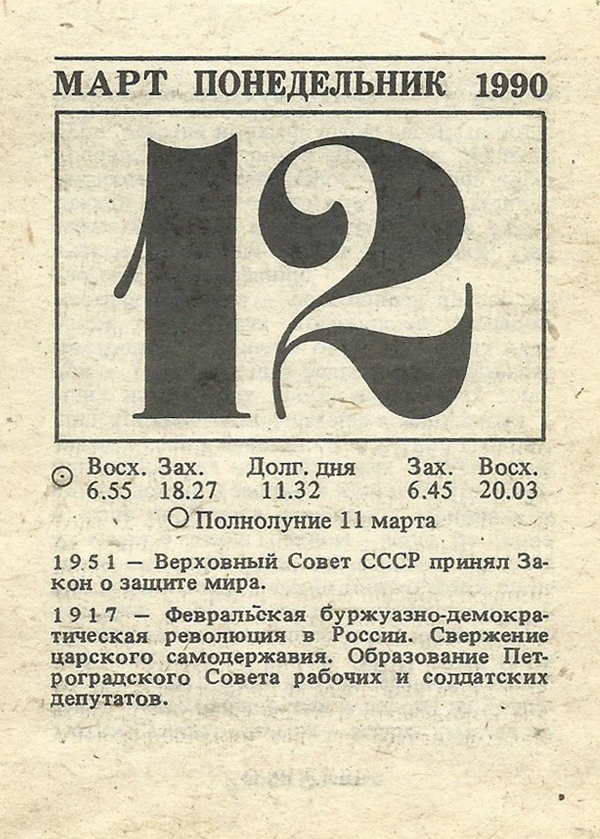 МАРТ ПОНЕДЕЛЬНИК 1990
12
Восх. Зах. Долг. дня Зах. Восх.
6.55 18.27 11.32 6.45 20.03
Полнолуние 11 марта
1951 — Верховный Совет СССР принял За-
кон о защите мира.
1917 — Февральская буржуазно-демокра-
тическая революция в России. Свержение
царского самодержавия. Образование Пет-
роградского Совета рабочих и солдатских
депутатов.